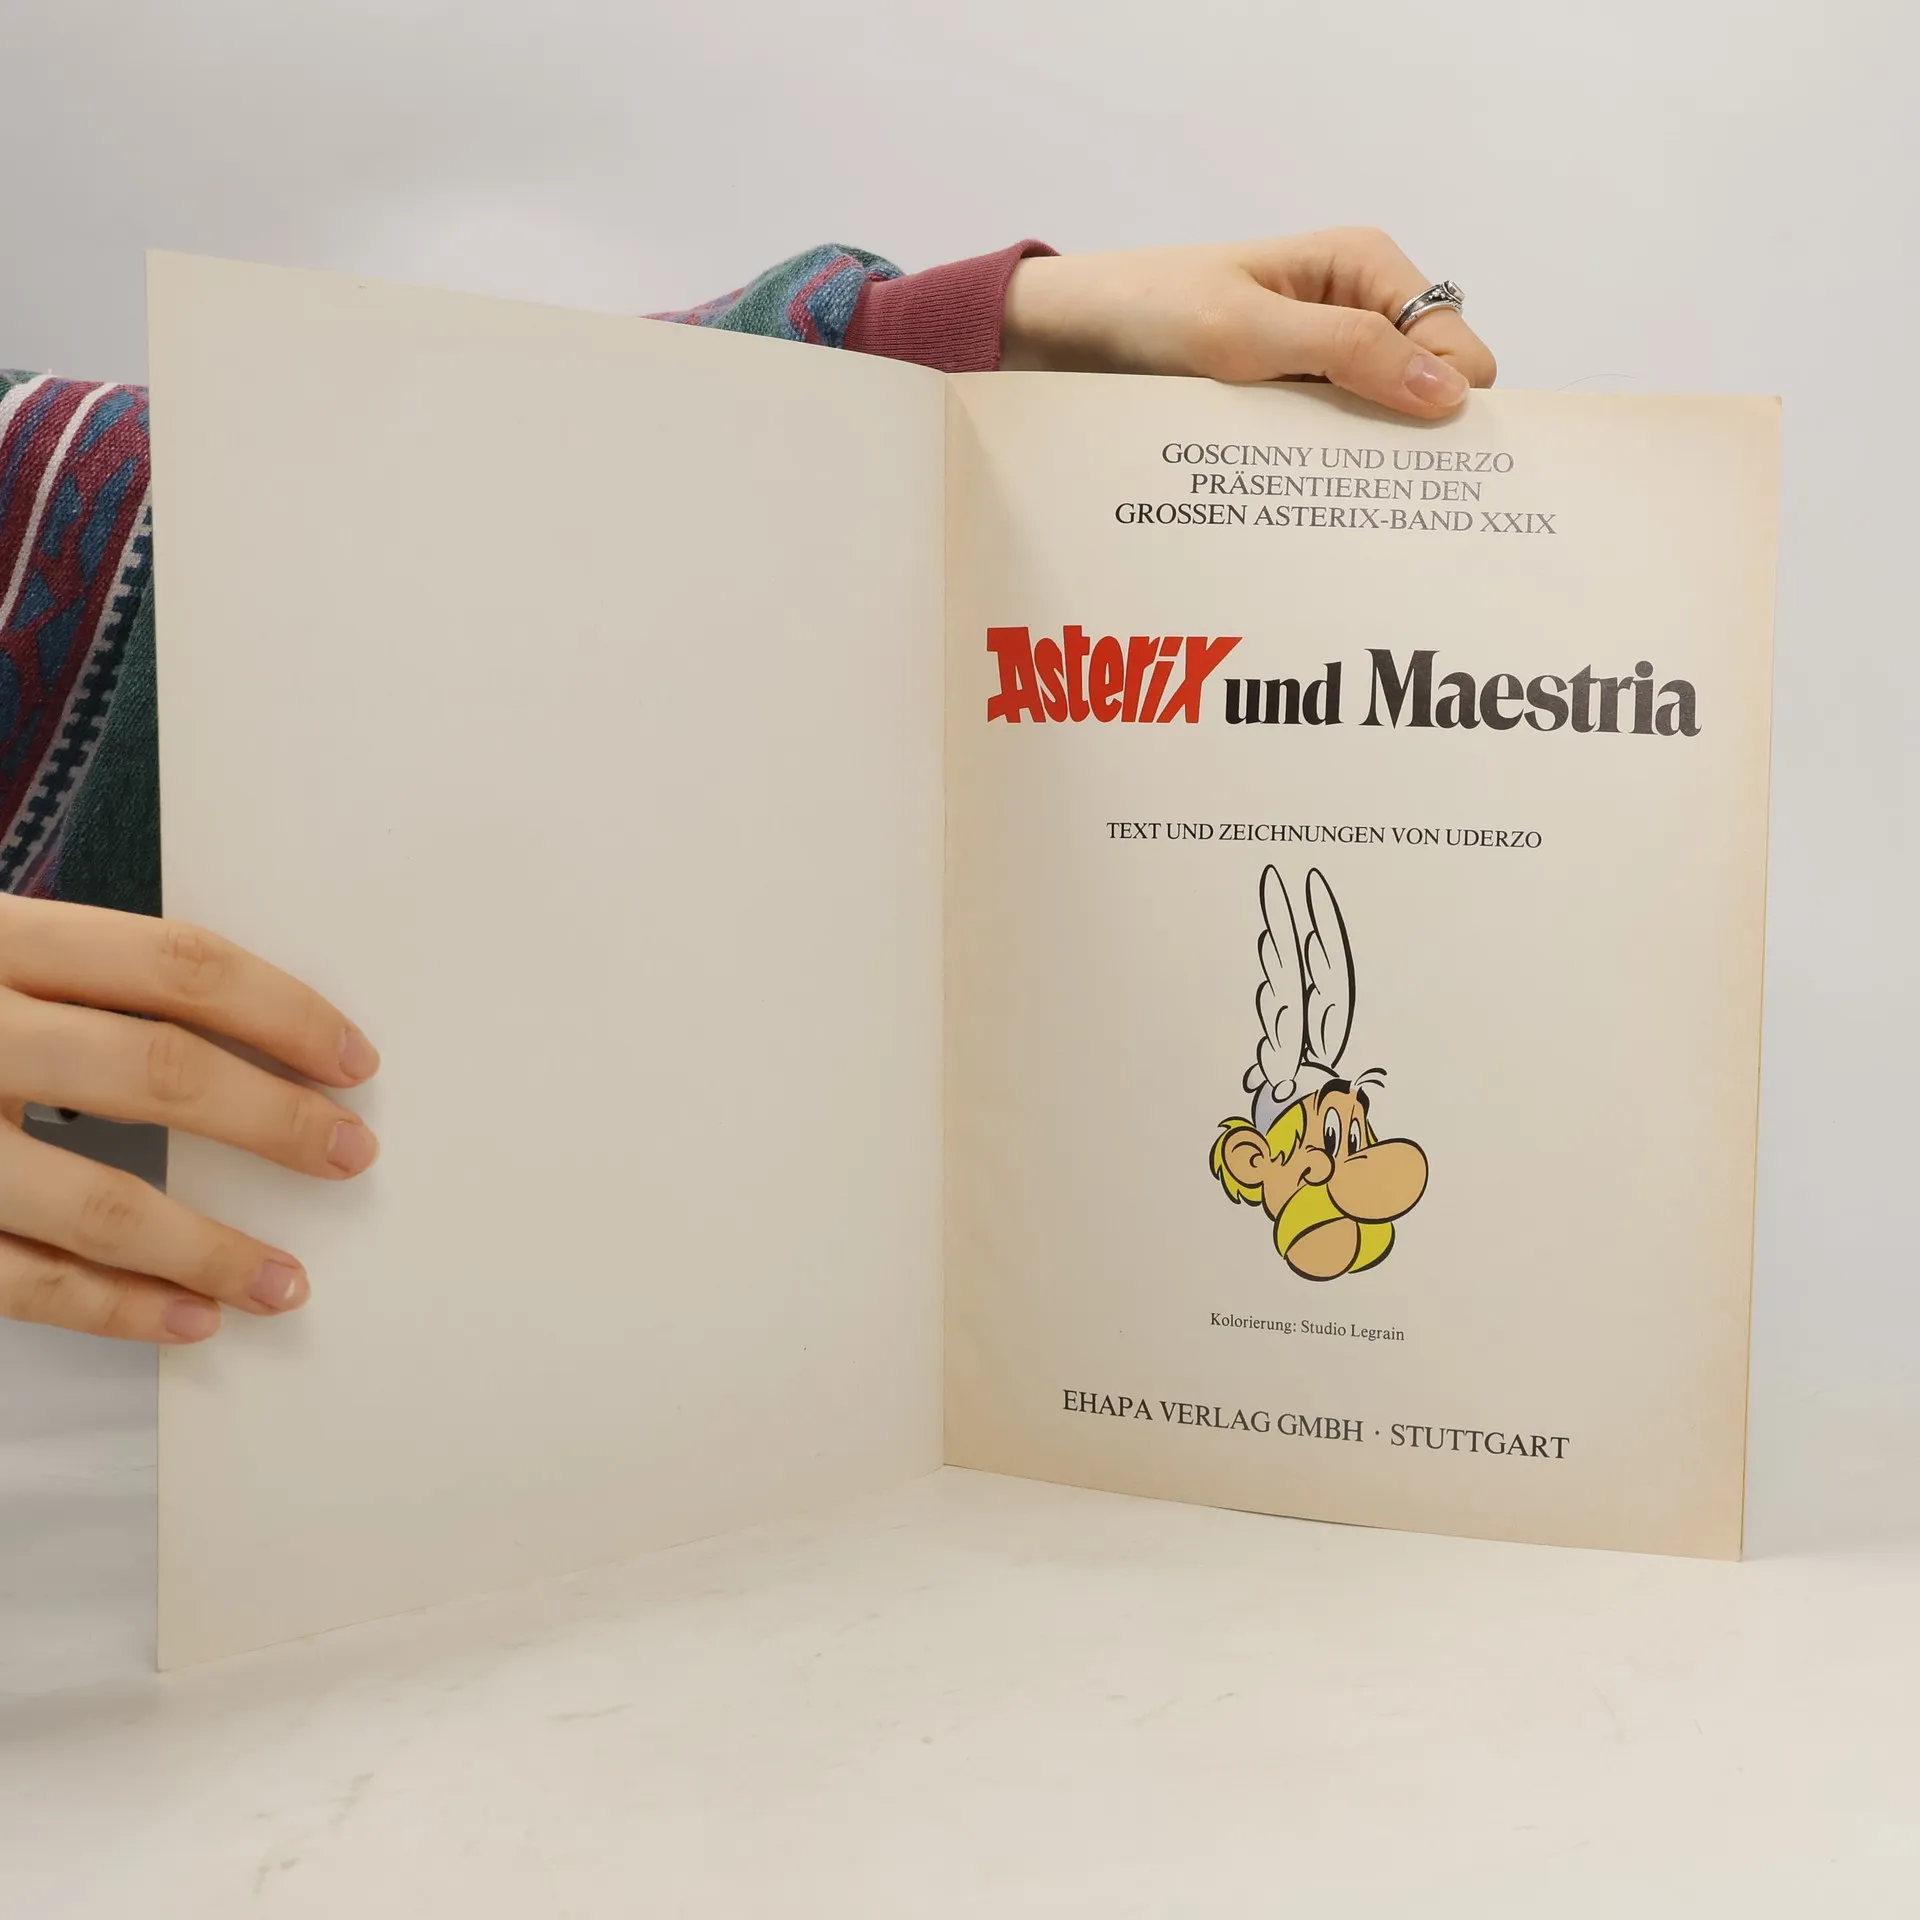 GOSCINNY UND UDERZO
PRÄSENTIEREN DEN
GROSSEN ASTERIX-BAND XXIX
Asterix und Maestria
TEXT UND ZEICHNUNGEN VON UDERZO
Kolorierung: Studio Legrain
EHAPA VERLAG GMBH · STUTTGART